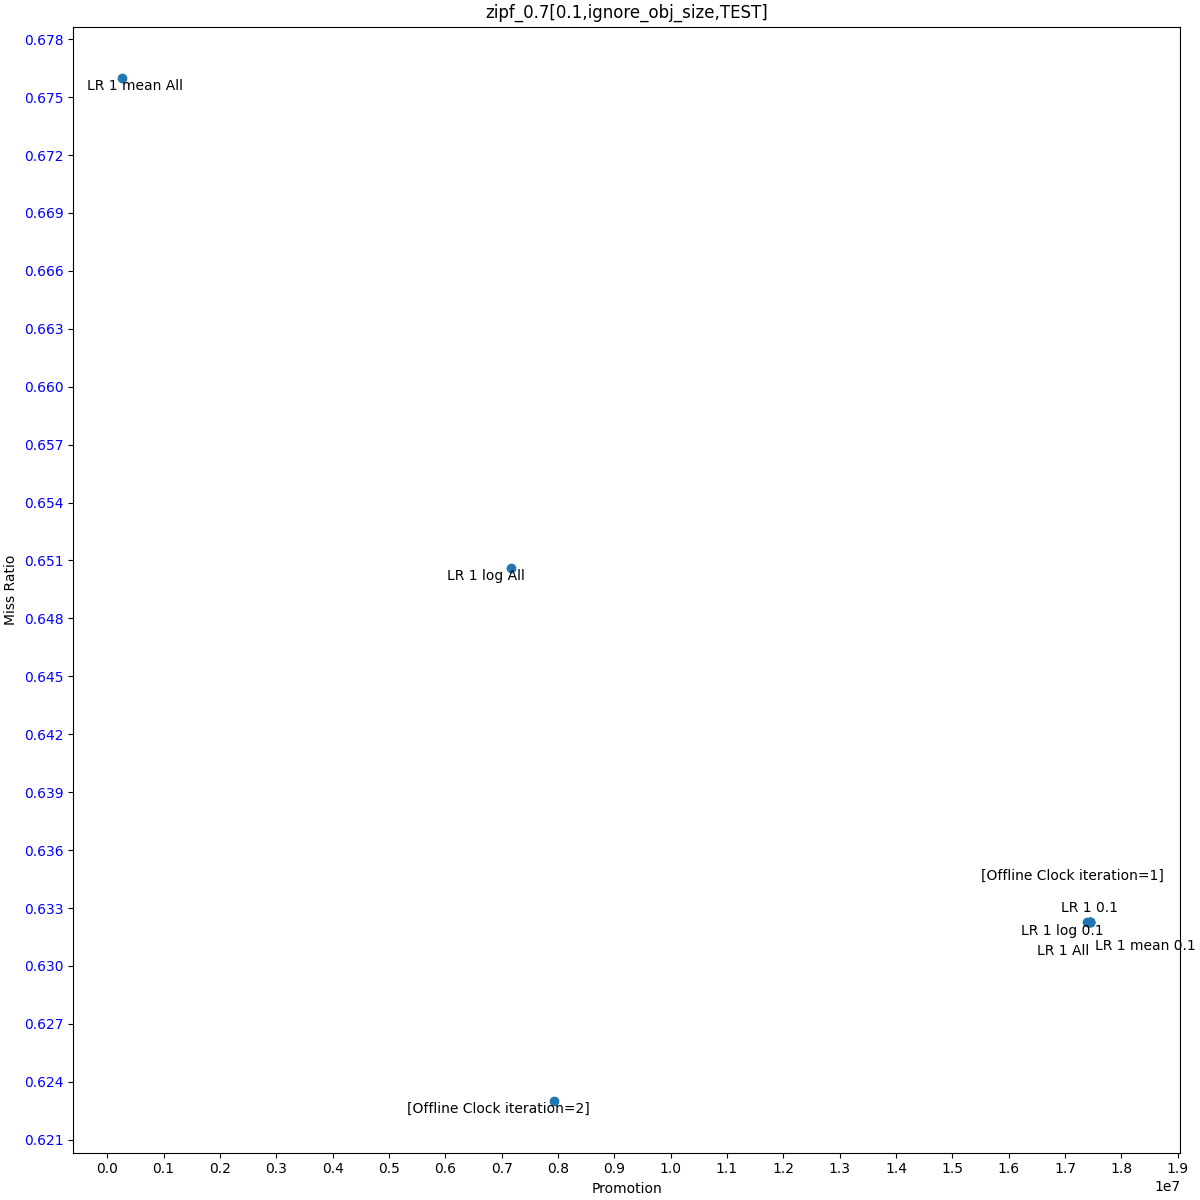 zipf_0.7[0.1,ignore_obj_size,TEST]
0.678
LR 1 mean All
0.675
0.672
0.669
0.666
0.663
0.660
0.657
0.654
0.651
LR 1 log All
0.648
0.645
0.642
0.639
0.636
0.633
0.630
0.627
0.624
0.621
Miss Ratio
[Offline Clock iteration=1]
LR 1 0.1
LR 1 log 0.1
LR 1 mean 0.1
LR 1 All
[Offline Clock iteration=2]
0.0 0.1 0.2 0.3 0.4 0.5 0.6 0.7 0.8 0.9 1.0 1.1 1.2 1.3 1.4 1.5 1.6 1.7 1.8 1.9
1e7
Promotion